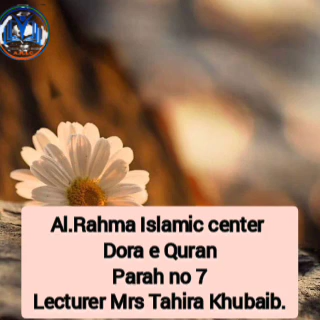 Al.Rahma Islamic center
Dora e Quran
Parah no 7
Lecturer Mrs Tahira Khubaib.